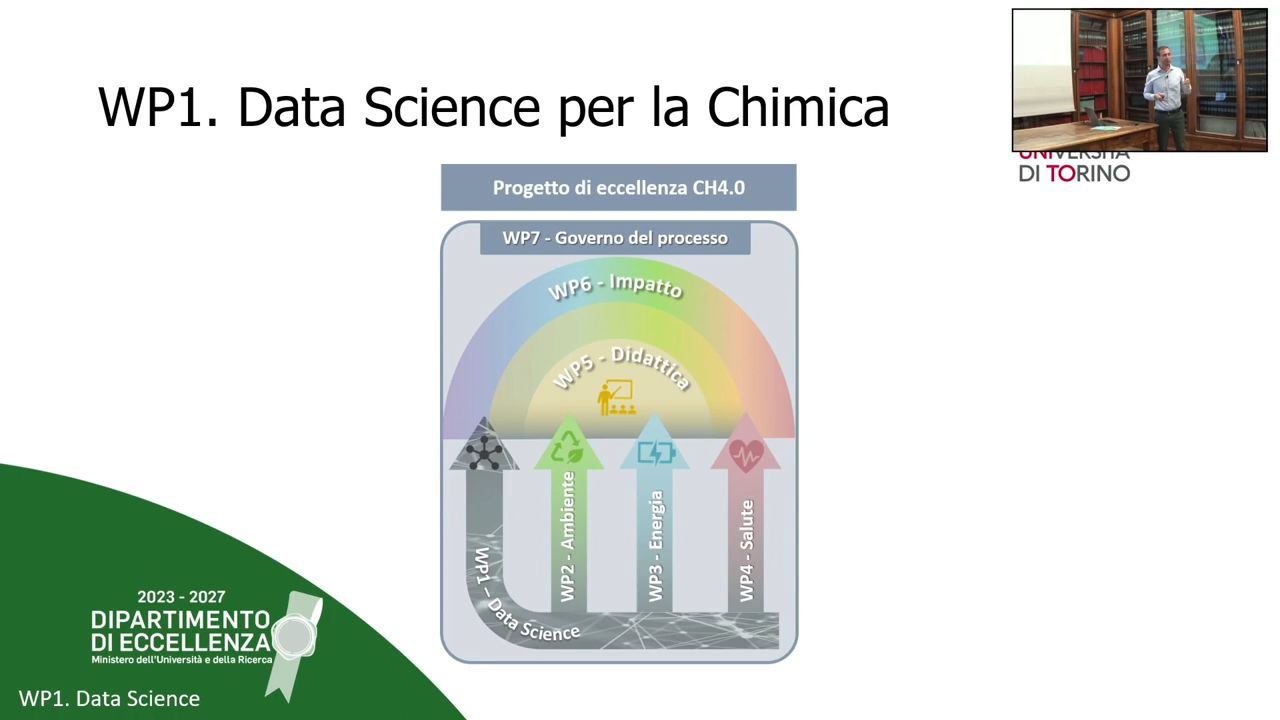 WP1. Data Science per la Chimica
UNIVERSITÀ
DI TORINO
Progetto di eccellenza CH4.0
WP7 - Governo del processo
WP6 - Impatto
WP5 - Didattica
WP1 – Data Science
WP2 - Ambiente
WP3 - Energia
WP4 - Salute
2023 - 2027
DIPARTIMENTO
DI ECCELLENZA
Ministero dell'Università e della Ricerca
WP1. Data Science